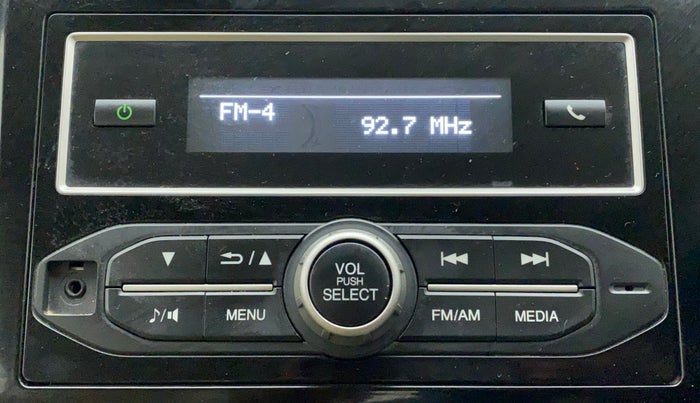 FM-4
92.7 MHz
VOL
PUSH
SELECT
MENU
FM/AM
MEDIA